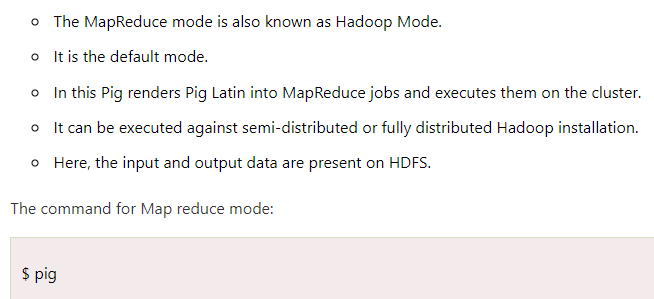 The MapReduce mode is also known as Hadoop Mode.
It is the default mode.
In this Pig renders Pig Latin into MapReduce jobs and executes them on the cluster.
It can be executed against semi-distributed or fully distributed Hadoop installation.
Here, the input and output data are present on HDFS.
The command for Map reduce mode:
$ pig